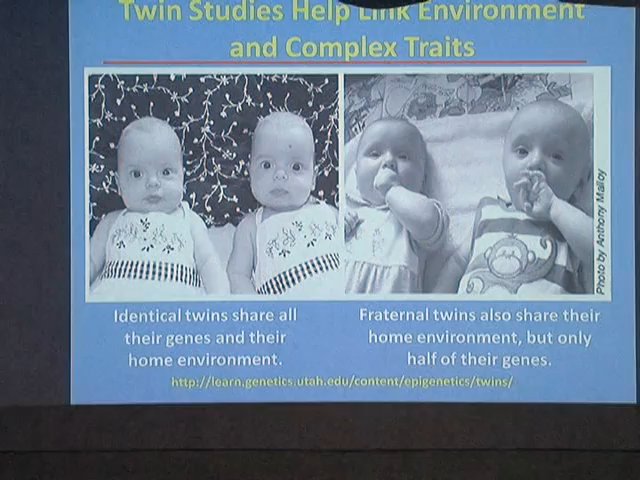 Twin Studies Help Link Environment
and Complex Traits
Photo by Anthony Malloy
Identical twins share all
their genes and their
home environment.
Fraternal twins also share their
home environment, but only
half of their genes.
http://learn.genetics.utah.edu/content/epigenetics/twins/